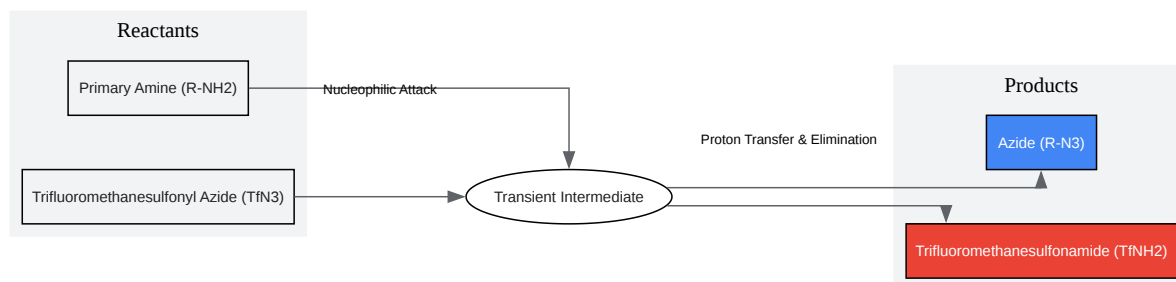 Reactants
Primary Amine (R-NH2)
Nucleophilic Attack
Trifluoromethanesulfonyl Azide (TfN3)
Transient Intermediate
Proton Transfer & Elimination
Products
Azide (R-N3)
Trifluoromethanesulfonamide (TfNH2)